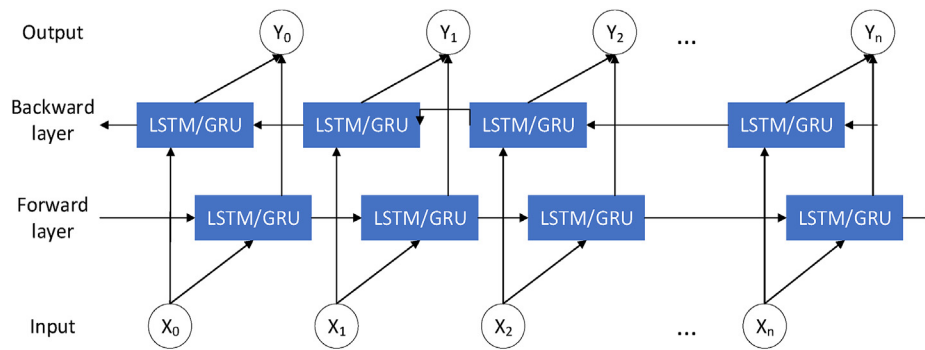 Output Y0 Y1 Y2 ... Yn
Backward
layer
LSTM/GRU LSTM/GRU LSTM/GRU LSTM/GRU
Forward
layer
LSTM/GRU LSTM/GRU LSTM/GRU LSTM/GRU
Input X0 X1 X2 ... Xn